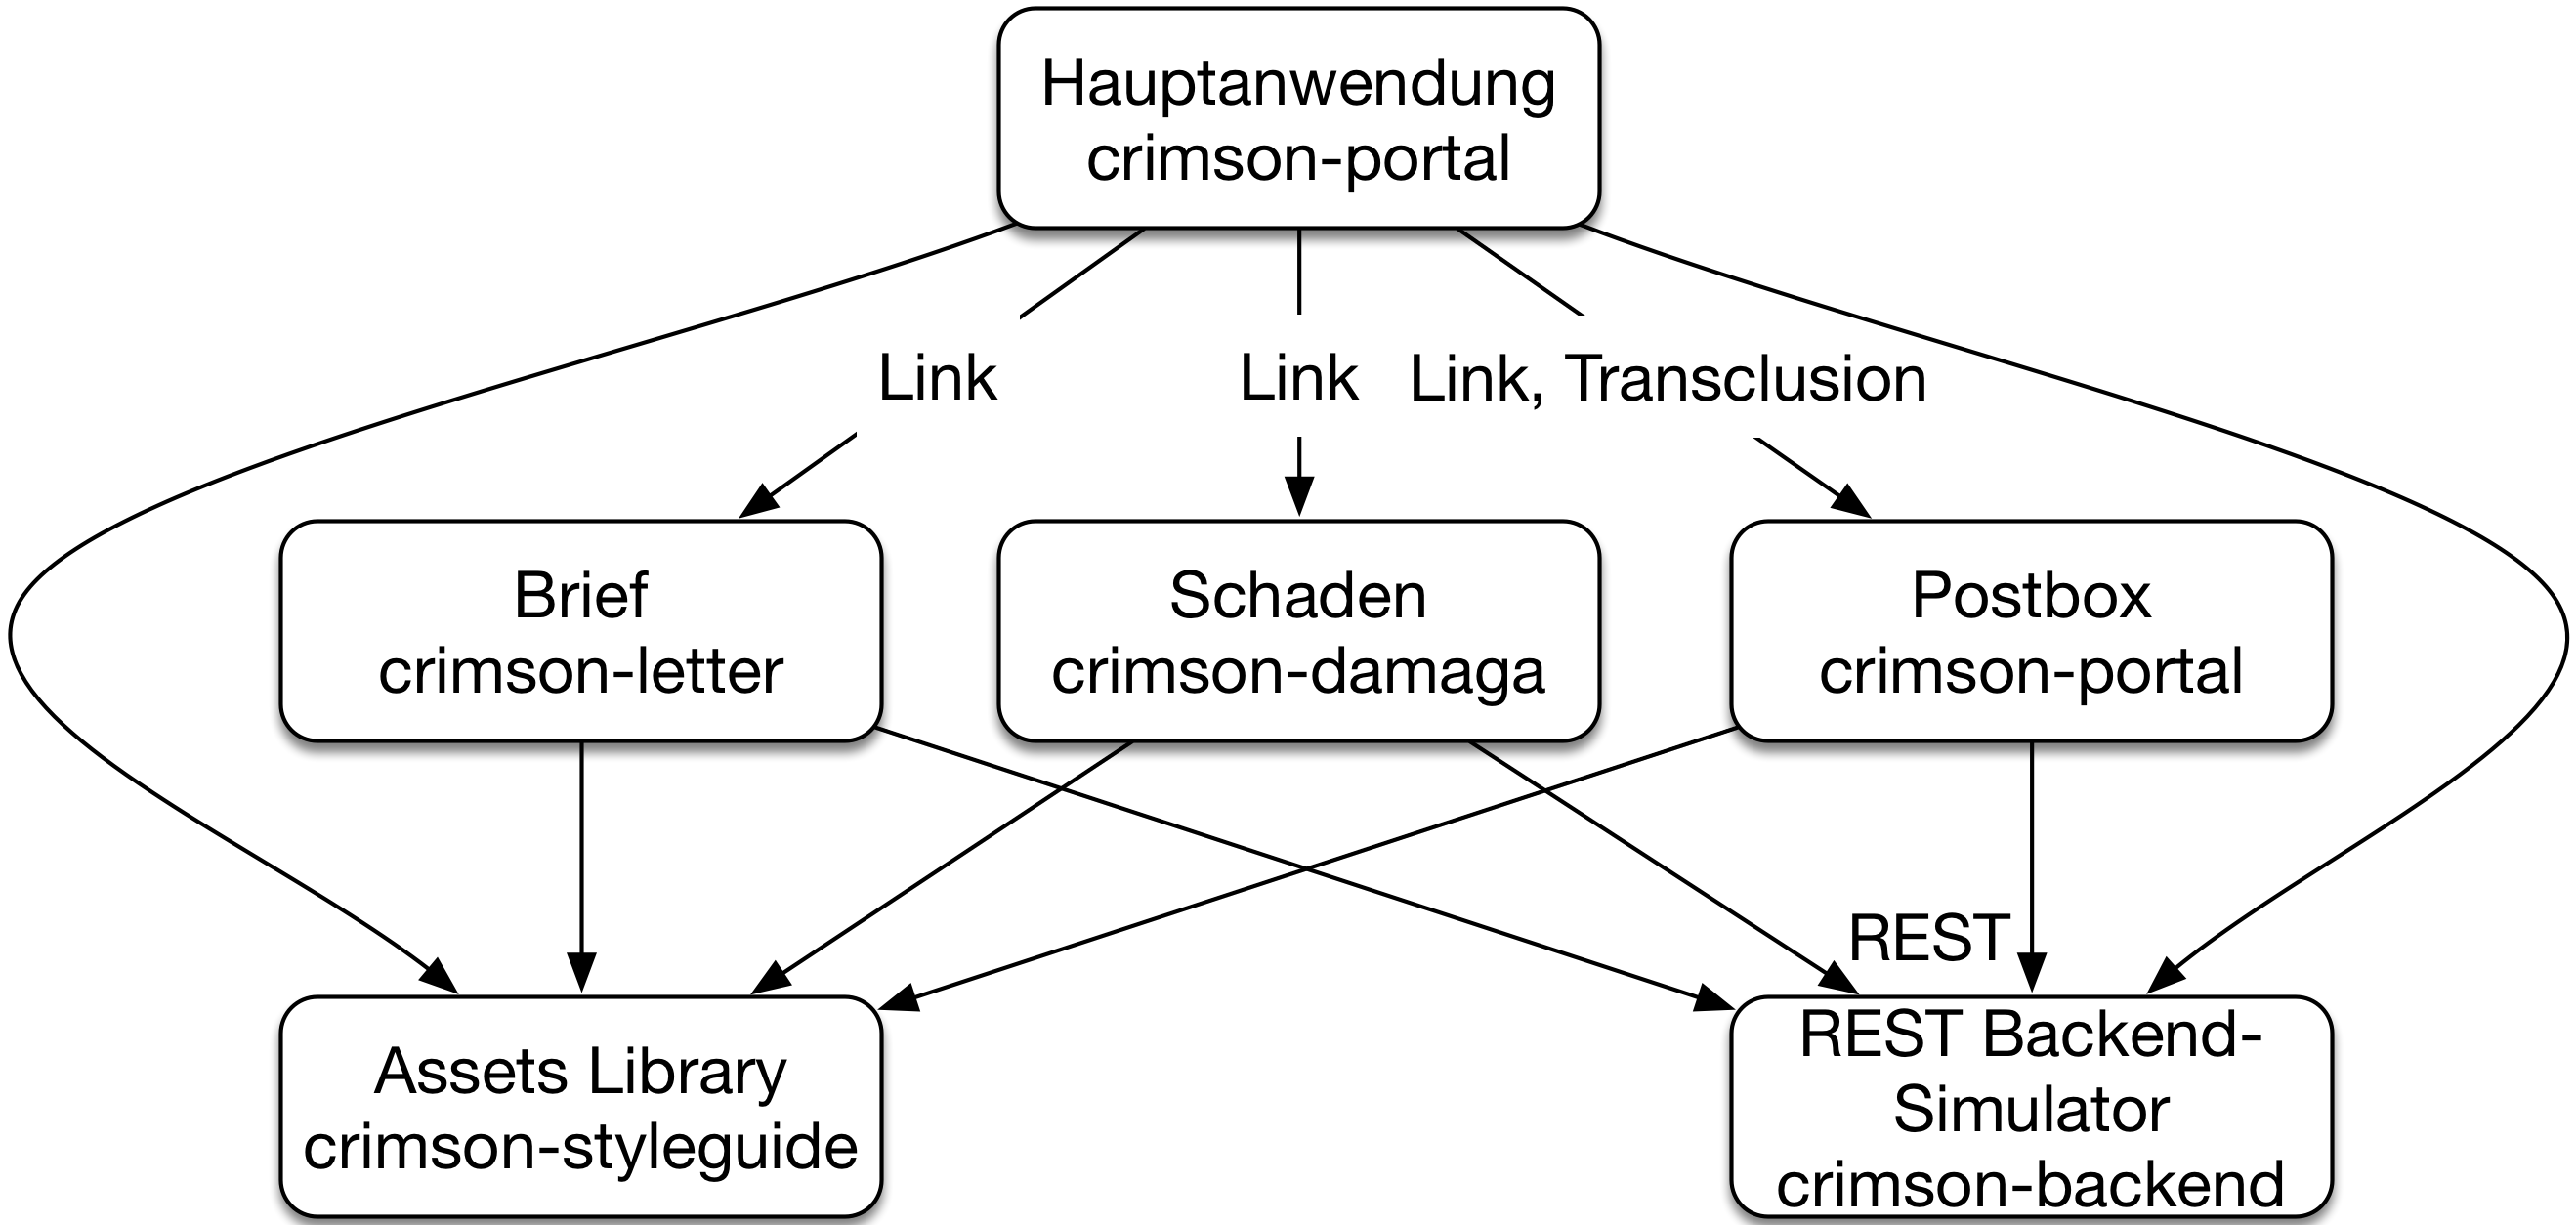 Hauptanwendung
crimson-portal
Link
Link
Link, Transclusion
Brief
crimson-letter
Schaden
crimson-damaga
Postbox
crimson-portal
REST
Assets Library
crimson-styleguide
REST Backend-
Simulator
crimson-backend